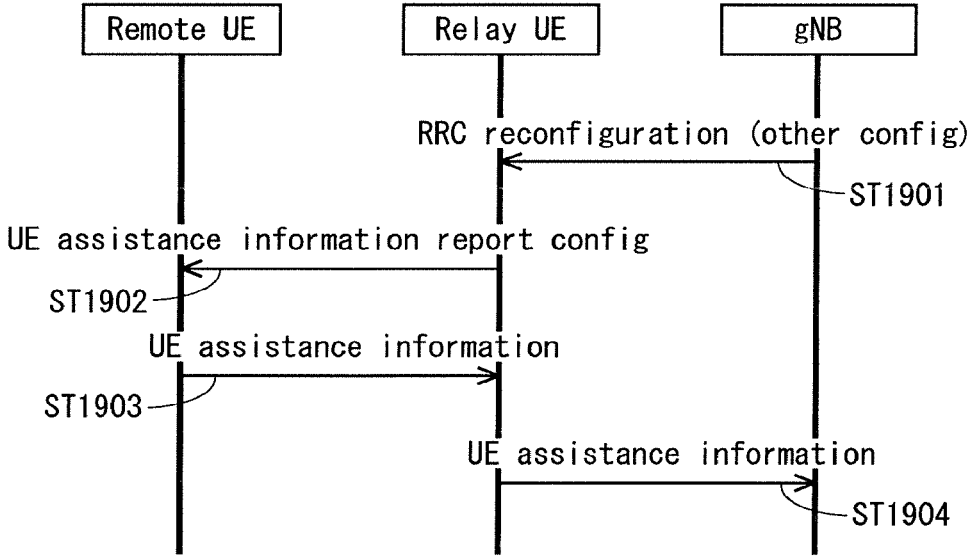 Remote UE
Relay UE
gNB
RRC reconfiguration (other config)
ST1901
UE assistance information report config
ST1902
UE assistance information
ST1903
UE assistance information
ST1904